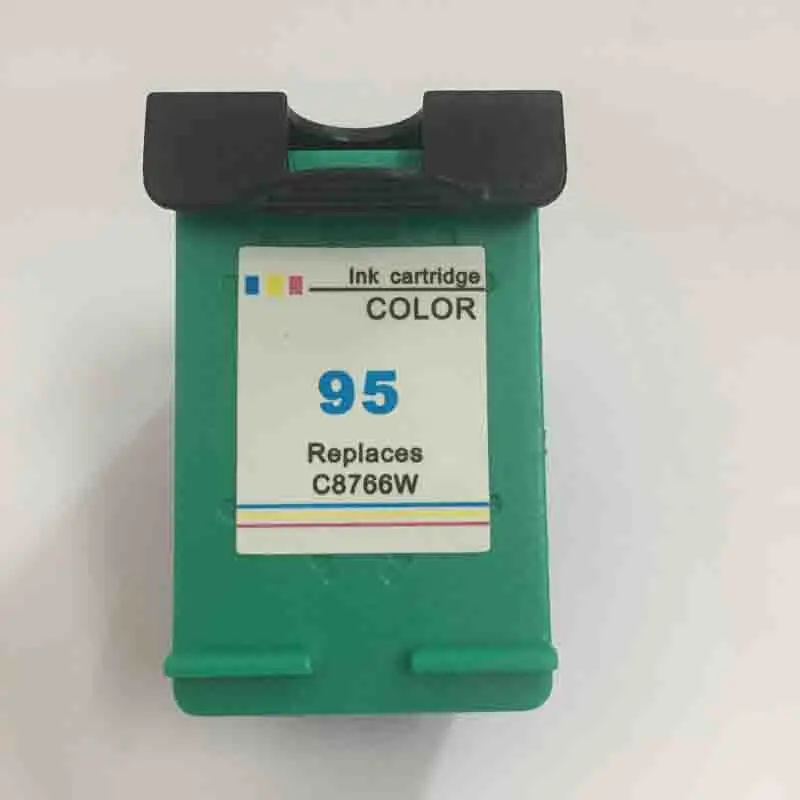 Ink cartridge
COLOR
95
Replaces
C8766W